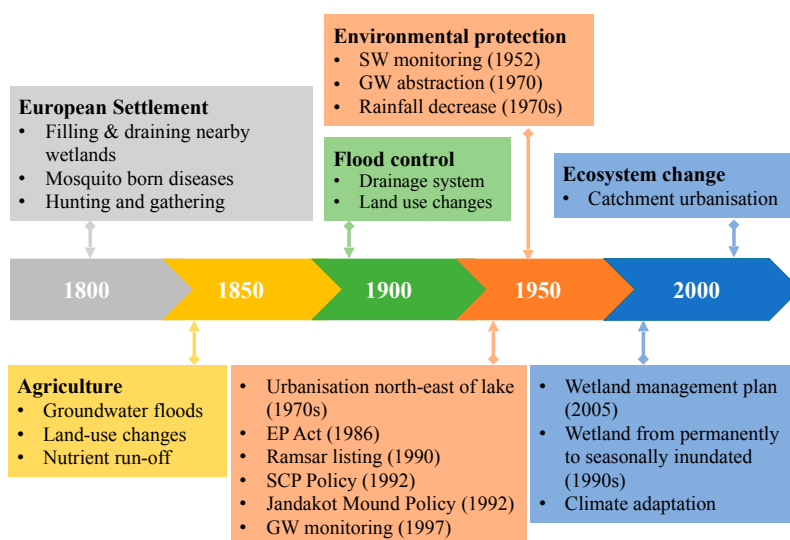 Environmental protection
• SW monitoring (1952)
• GW abstraction (1970)
• Rainfall decrease (1970s)
European Settlement
• Filling & draining nearby
wetlands
• Mosquito born diseases
• Hunting and gathering
Flood control
• Drainage system
• Land use changes
Ecosystem change
• Catchment urbanisation
1800
1850
1900
1950
2000
Agriculture
• Groundwater floods
• Land-use changes
• Nutrient run-off
• Urbanisation north-east of lake
(1970s)
• EP Act (1986)
• Ramsar listing (1990)
• SCP Policy (1992)
• Jandakot Mound Policy (1992)
• GW monitoring (1997)
• Wetland management plan
(2005)
• Wetland from permanently
to seasonally inundated
(1990s)
• Climate adaptation